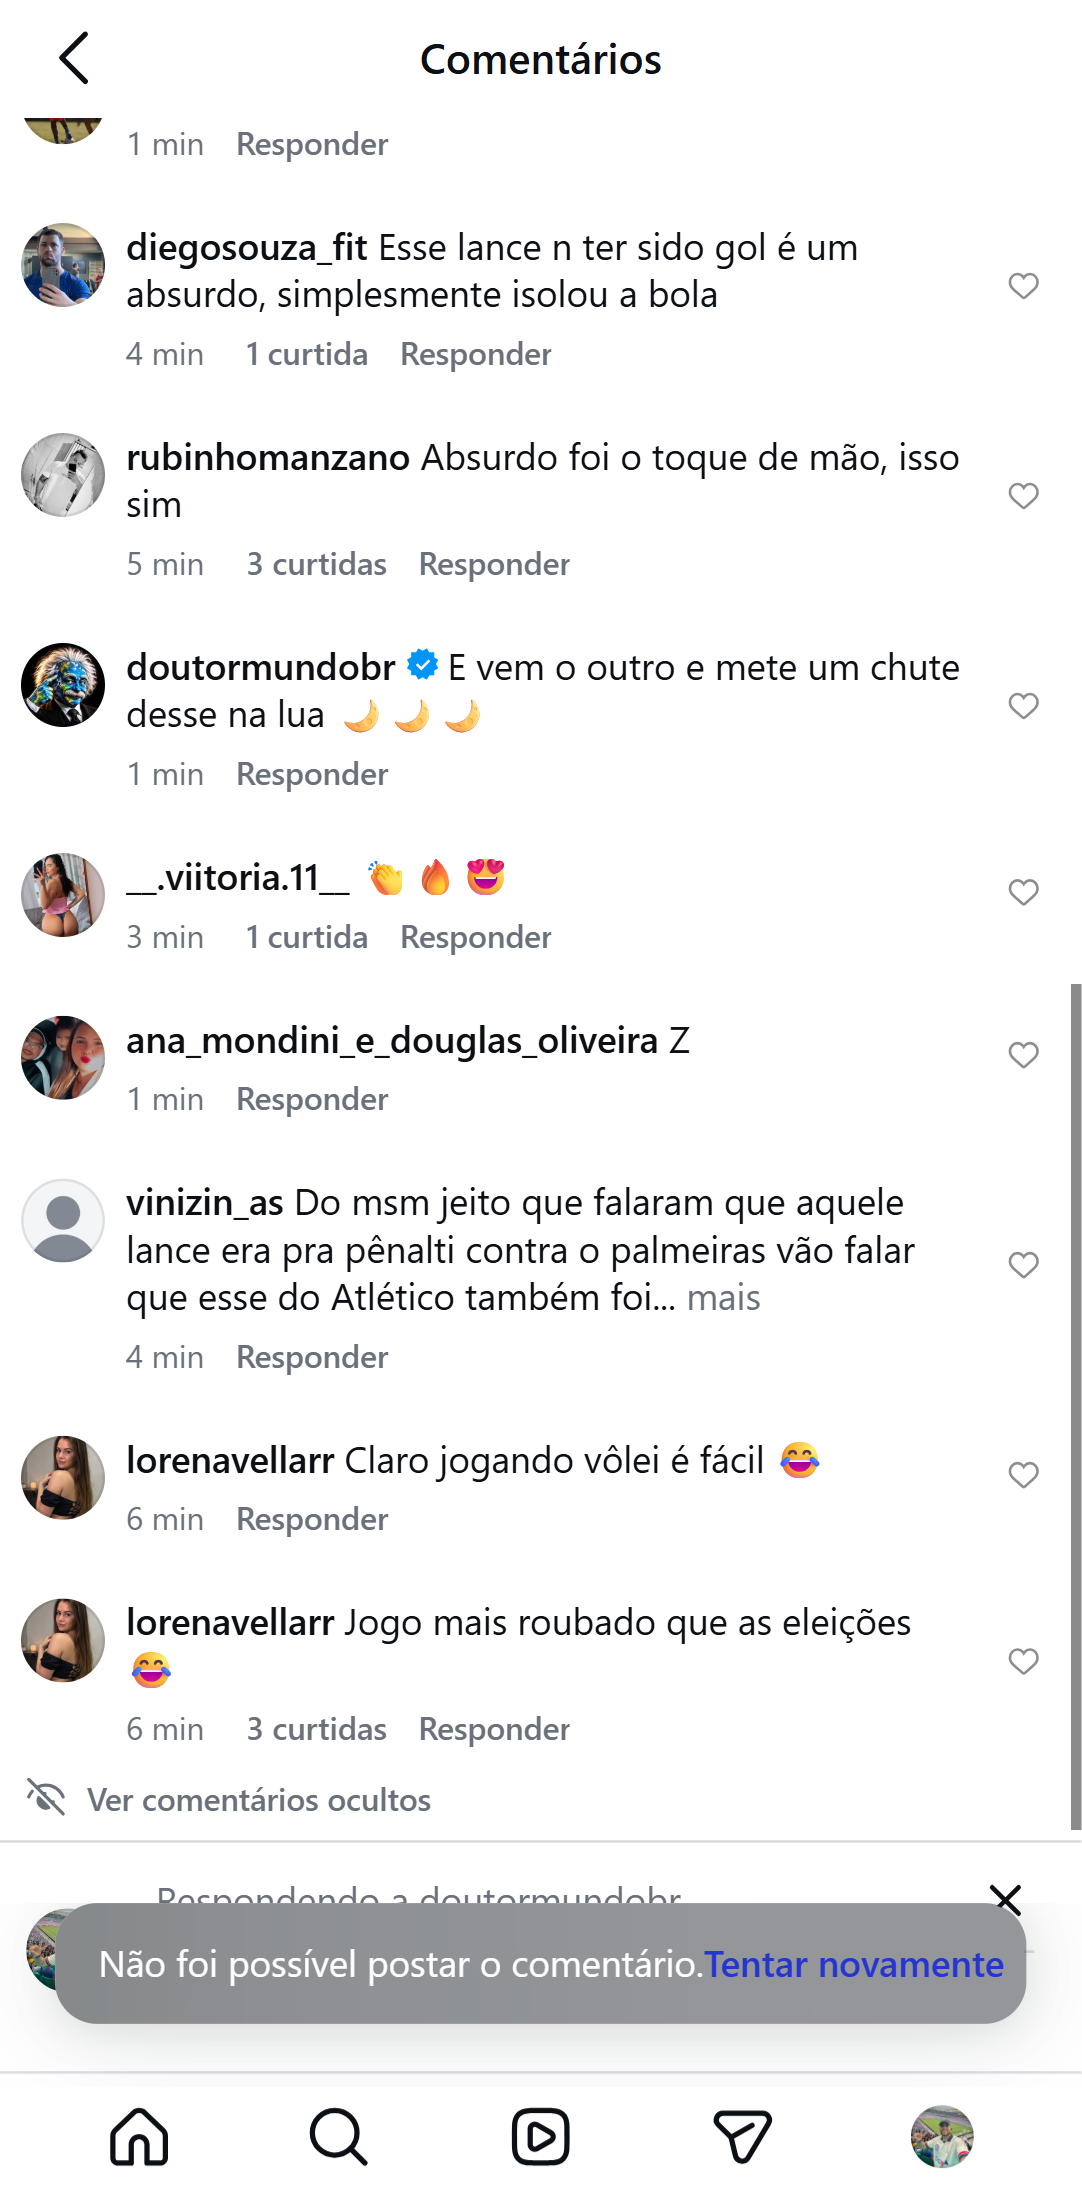 Comentários
1 min Responder
diegosouza_fit Esse lance n ter sido gol é um
absurdo, simplesmente isolou a bola
4 min 1 curtida Responder
rubinhomanzano Absurdo foi o toque de mão, isso
sim
5 min 3 curtidas Responder
doutormundobr E vem o outro e mete um chute
desse na lua 🌙 🌙 🌙
1 min Responder
__.viitoria.11__ 👏 🔥 😍
3 min 1 curtida Responder
ana_mondini_e_douglas_oliveira Z
1 min Responder
vinizin_as Do msm jeito que falaram que aquele
lance era pra pênalti contra o palmeiras vão falar
que esse do Atlético também foi... mais
4 min Responder
lorenavellarr Claro jogando vôlei é fácil 😂
6 min Responder
lorenavellarr Jogo mais roubado que as eleições
😂
6 min 3 curtidas Responder
Ver comentários ocultos
Respondendo a doutormundobr
Não foi possível postar o comentário.Tentar novamente